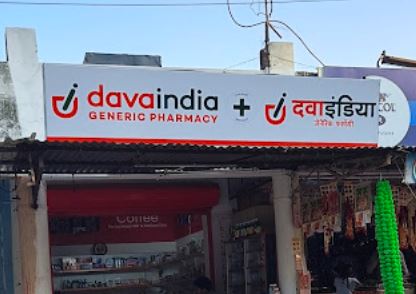 davaindia
GENERIC PHARMACY
+
दवाइंडिया
जेनेरिक फार्मेसी
Coffee